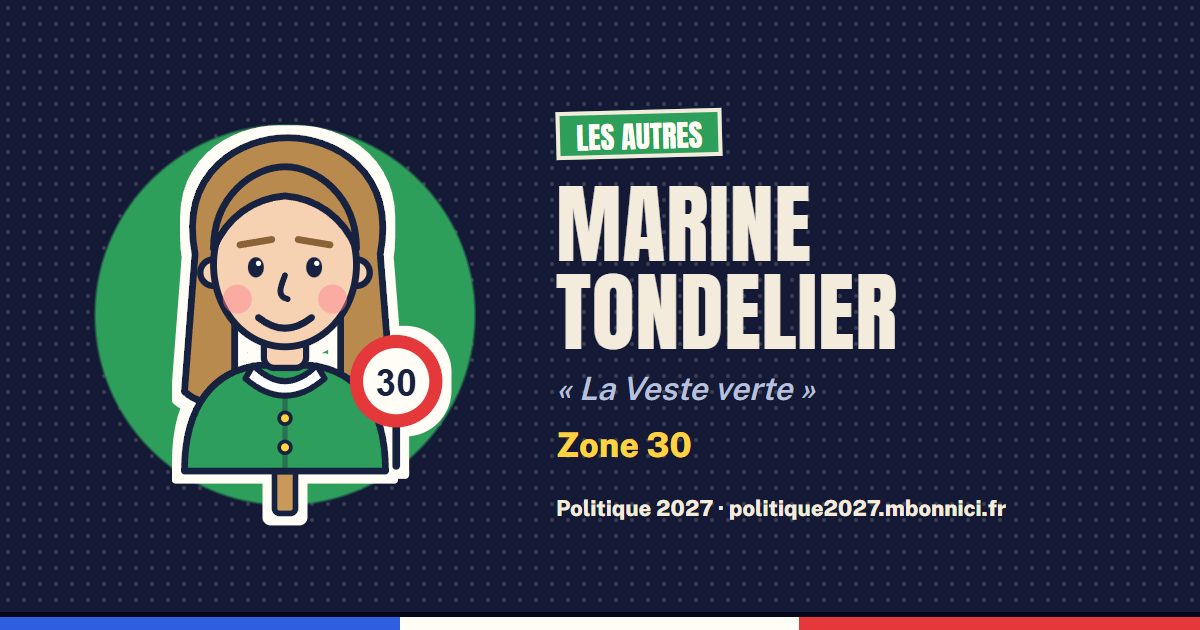 LES AUTRES
MARINE
TONDELIER
« La Veste verte »
30
Zone 30
Politique 2027 · politique2027.mbonnici.fr